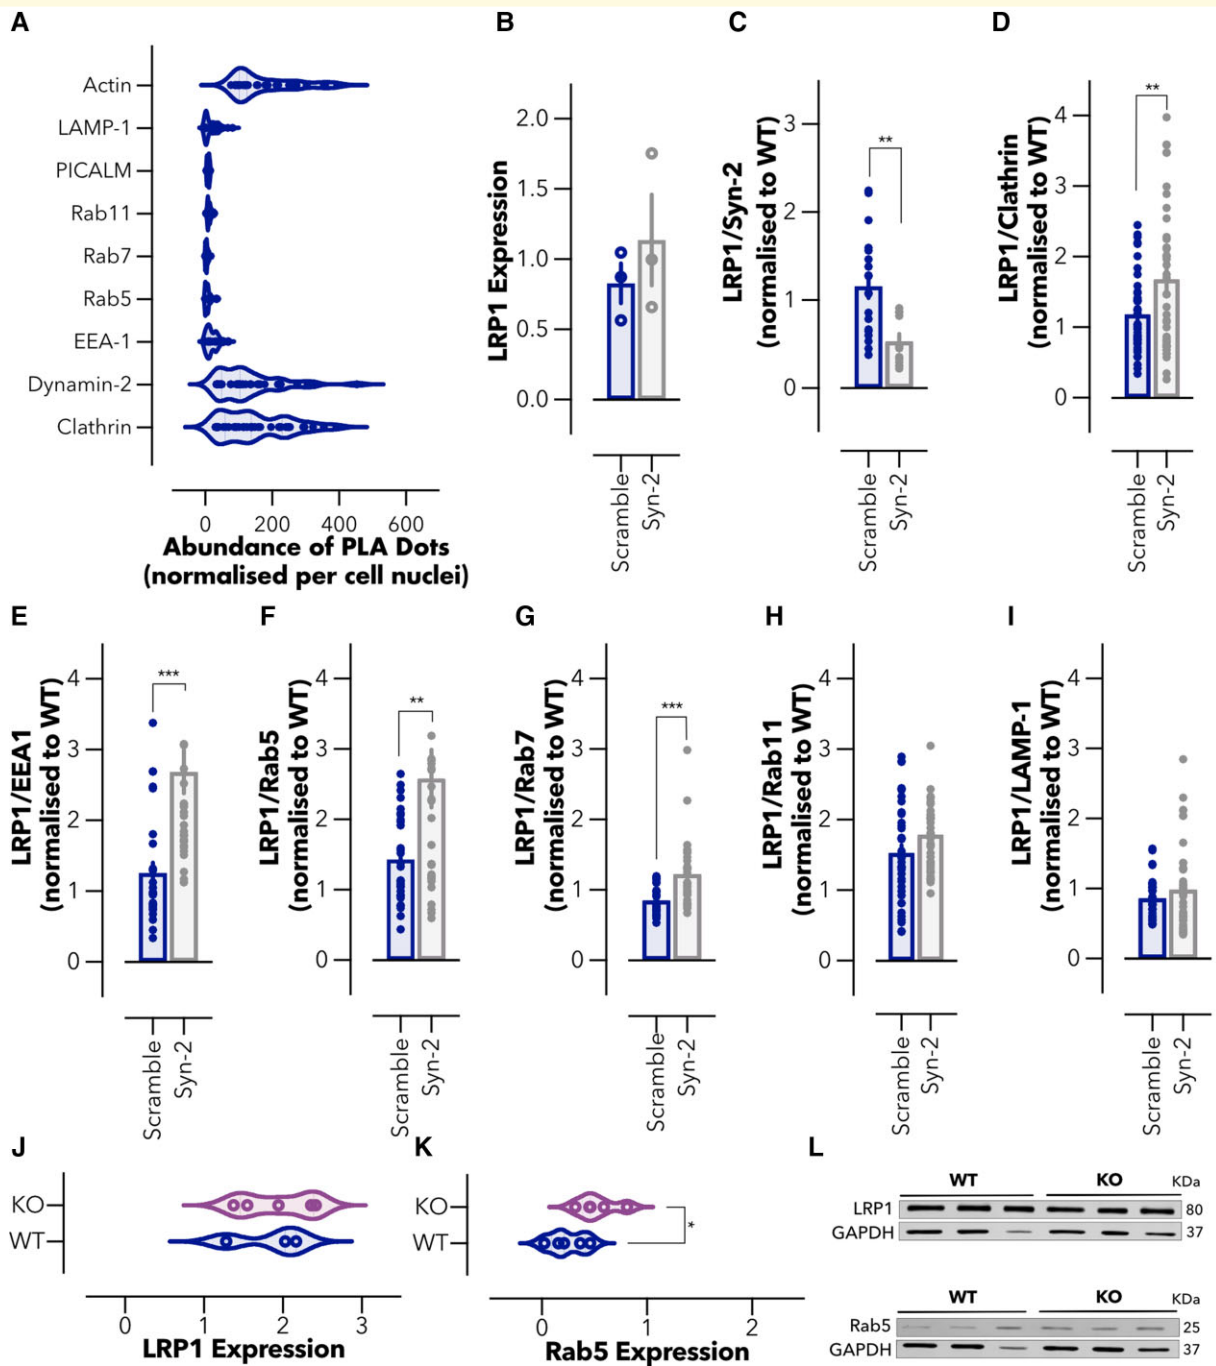 A
Actin
LAMP-1
PICALM
Rab11
Rab7
Rab5
EEA-1
Dynamin-2
Clathrin
0 200 400 600
Abundance of PLA Dots
(normalised per cell nuclei)
B
LRP1 Expression
2.0
1.5
1.0
0.5
0.0
Scramble
Syn-2
C
LRP1/Syn-2
(normalised to WT)
3
2
1
0
**
Scramble
Syn-2
D
LRP1/Clathrin
(normalised to WT)
4
3
2
1
0
**
Scramble
Syn-2
E
LRP1/EEA1
(normalised to WT)
4
3
2
1
0
***
Scramble
Syn-2
F
LRP1/Rab5
(normalised to WT)
4
3
2
1
0
**
Scramble
Syn-2
G
LRP1/Rab7
(normalised to WT)
4
3
2
1
0
***
Scramble
Syn-2
H
LRP1/Rab11
(normalised to WT)
4
3
2
1
0
Scramble
Syn-2
I
LRP1/LAMP-1
(normalised to WT)
4
3
2
1
0
Scramble
Syn-2
J
KO
WT
0 1 2 3
LRP1 Expression
K
KO
WT
*
0 1 2
Rab5 Expression
L
WT KO KDa
LRP1 80
GAPDH 37
WT KO KDa
Rab5 25
GAPDH 37